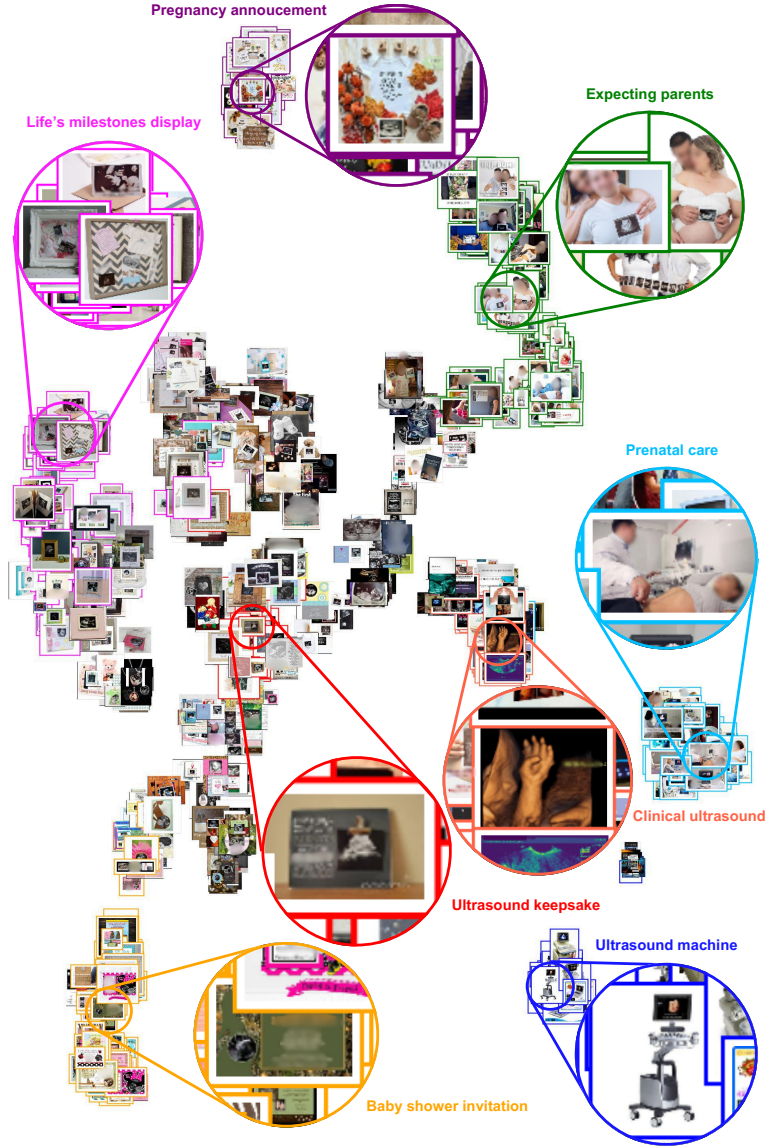 Pregnancy annoucement
Expecting parents
Life's milestones display
Prenatal care
Clinical ultrasound
Ultrasound keepsake
Ultrasound machine
Baby shower invitation